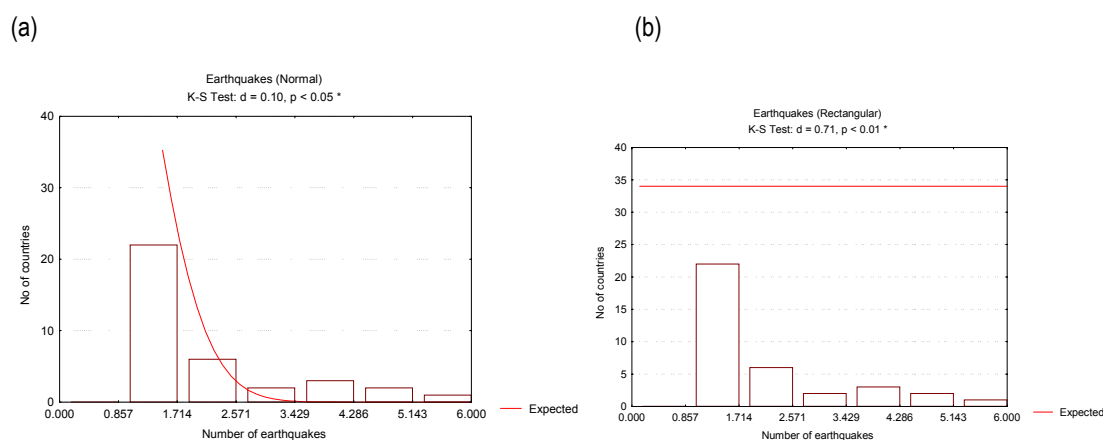 (a)
Earthquakes (Normal)
K-S Test: d = 0.10, p < 0.05 *
No of countries
40
30
20
10
0
0.000 0.857 1.714 2.571 3.429 4.286 5.143 6.000
Number of earthquakes
Expected
(b)
Earthquakes (Rectangular)
K-S Test: d = 0.71, p < 0.01 *
No of countries
40
35
30
25
20
15
10
5
0
0.000 0.857 1.714 2.571 3.429 4.286 5.143 6.000
Number of earthquakes
Expected